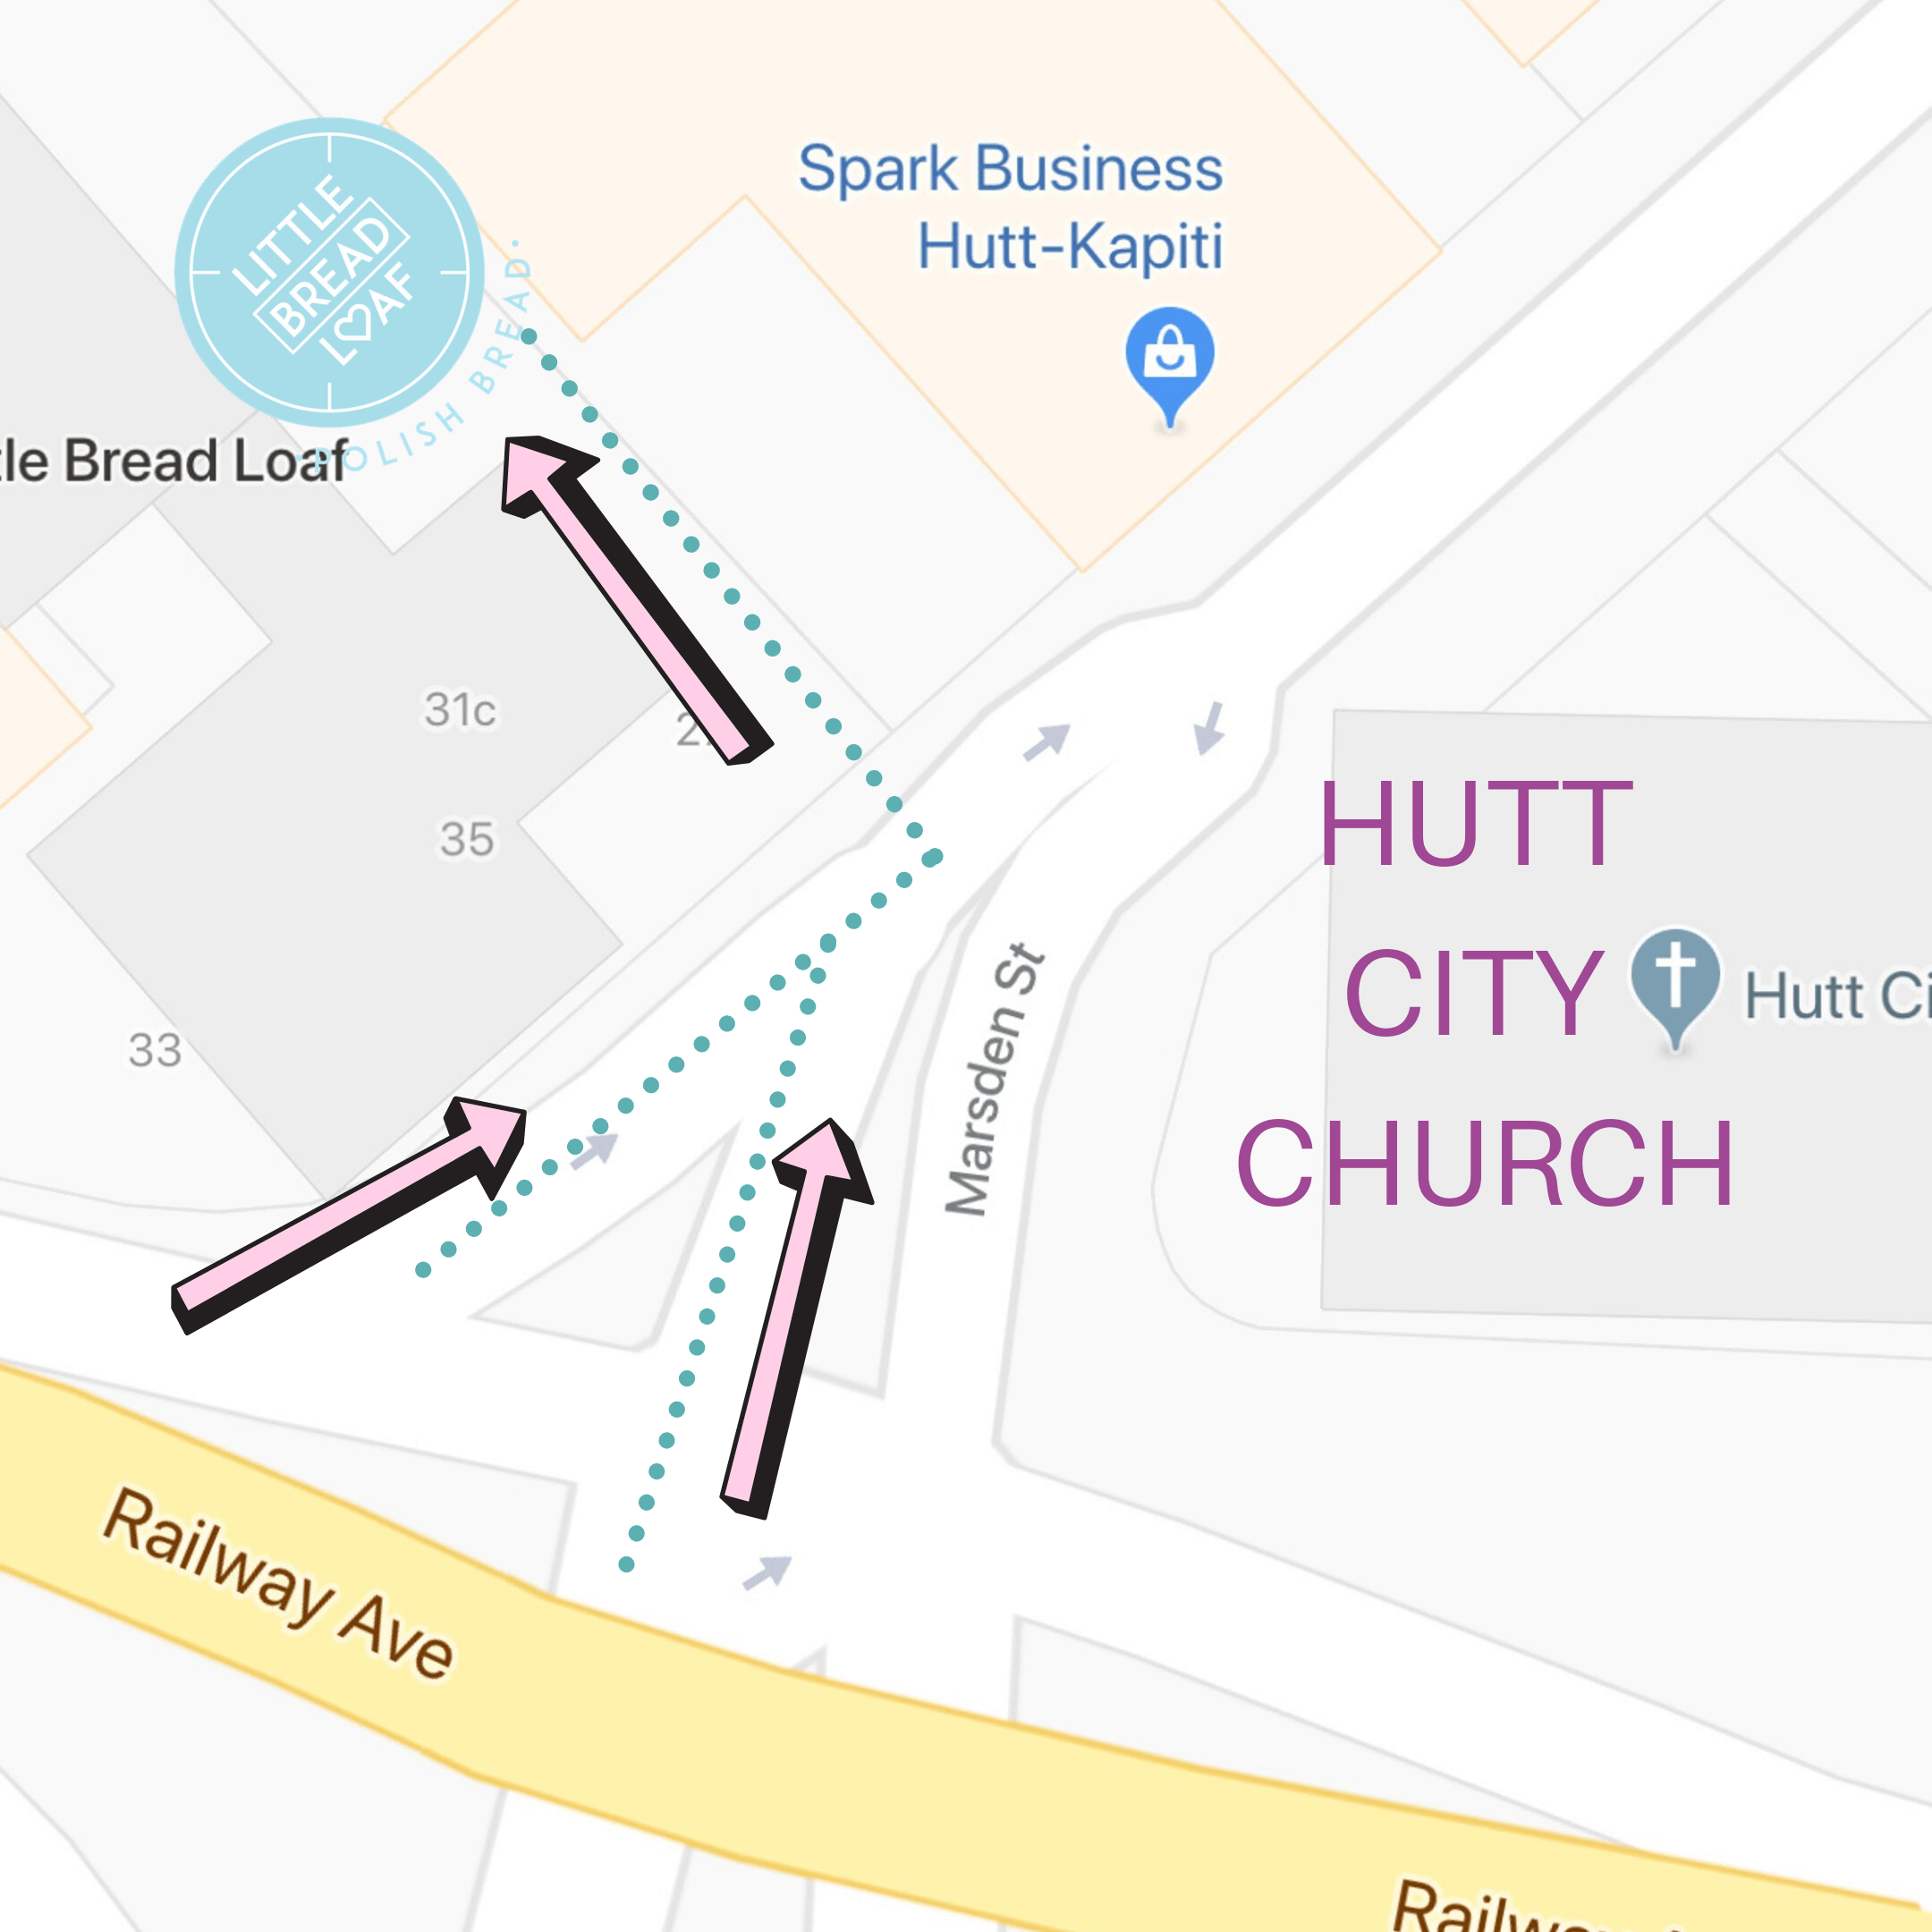 Spark Business
Hutt-Kapiti
LITTLE
BREAD
LOAF
POLISH BREAD.
tle Bread Loaf
31c
35
33
HUTT
CITY
CHURCH
Hutt Ci
Marsden St
Railway Ave
Railway